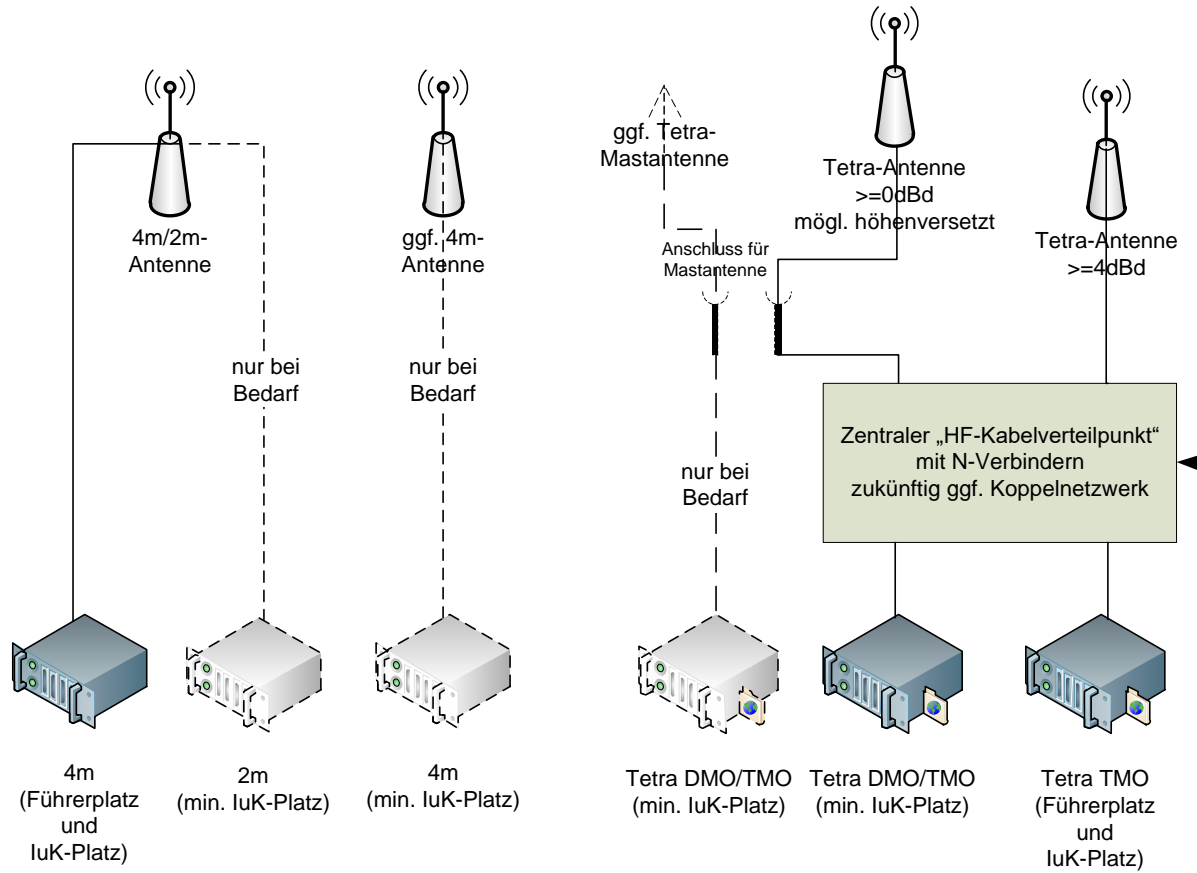 4m/2m-
Antenne
ggf. 4m-
Antenne
ggf. Tetra-
Mastantenne
Tetra-Antenne
>=0dBd
mögl. höhenversetzt
Tetra-Antenne
>=4dBd
Anschluss für
Mastantenne
nur bei
Bedarf
nur bei
Bedarf
nur bei
Bedarf
Zentraler „HF-Kabelverteilpunkt“
mit N-Verbindern
zukünftig ggf. Koppelnetzwerk
4m
(Führerplatz
und
IuK-Platz)
2m
(min. IuK-Platz)
4m
(min. IuK-Platz)
Tetra DMO/TMO
(min. IuK-Platz)
Tetra DMO/TMO
(min. IuK-Platz)
Tetra TMO
(Führerplatz
und
IuK-Platz)